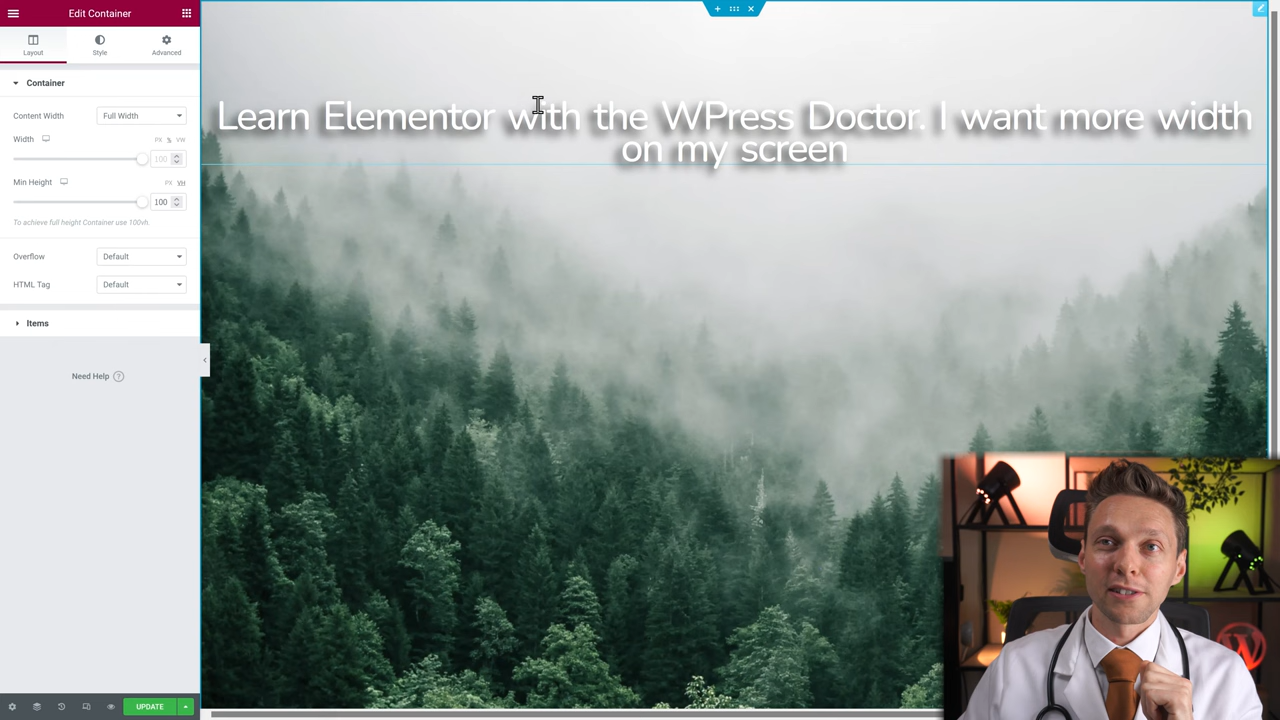 Edit Container
Layout
Style
Advanced
Container
Content Width
Full Width
Width
PX % VW
100
Min Height
PX VH
100
To achieve full height Container use 100vh.
Overflow
Default
HTML Tag
Default
Items
Need Help ?
UPDATE
Learn Elementor with the WPress Doctor. I want more width
on my screen